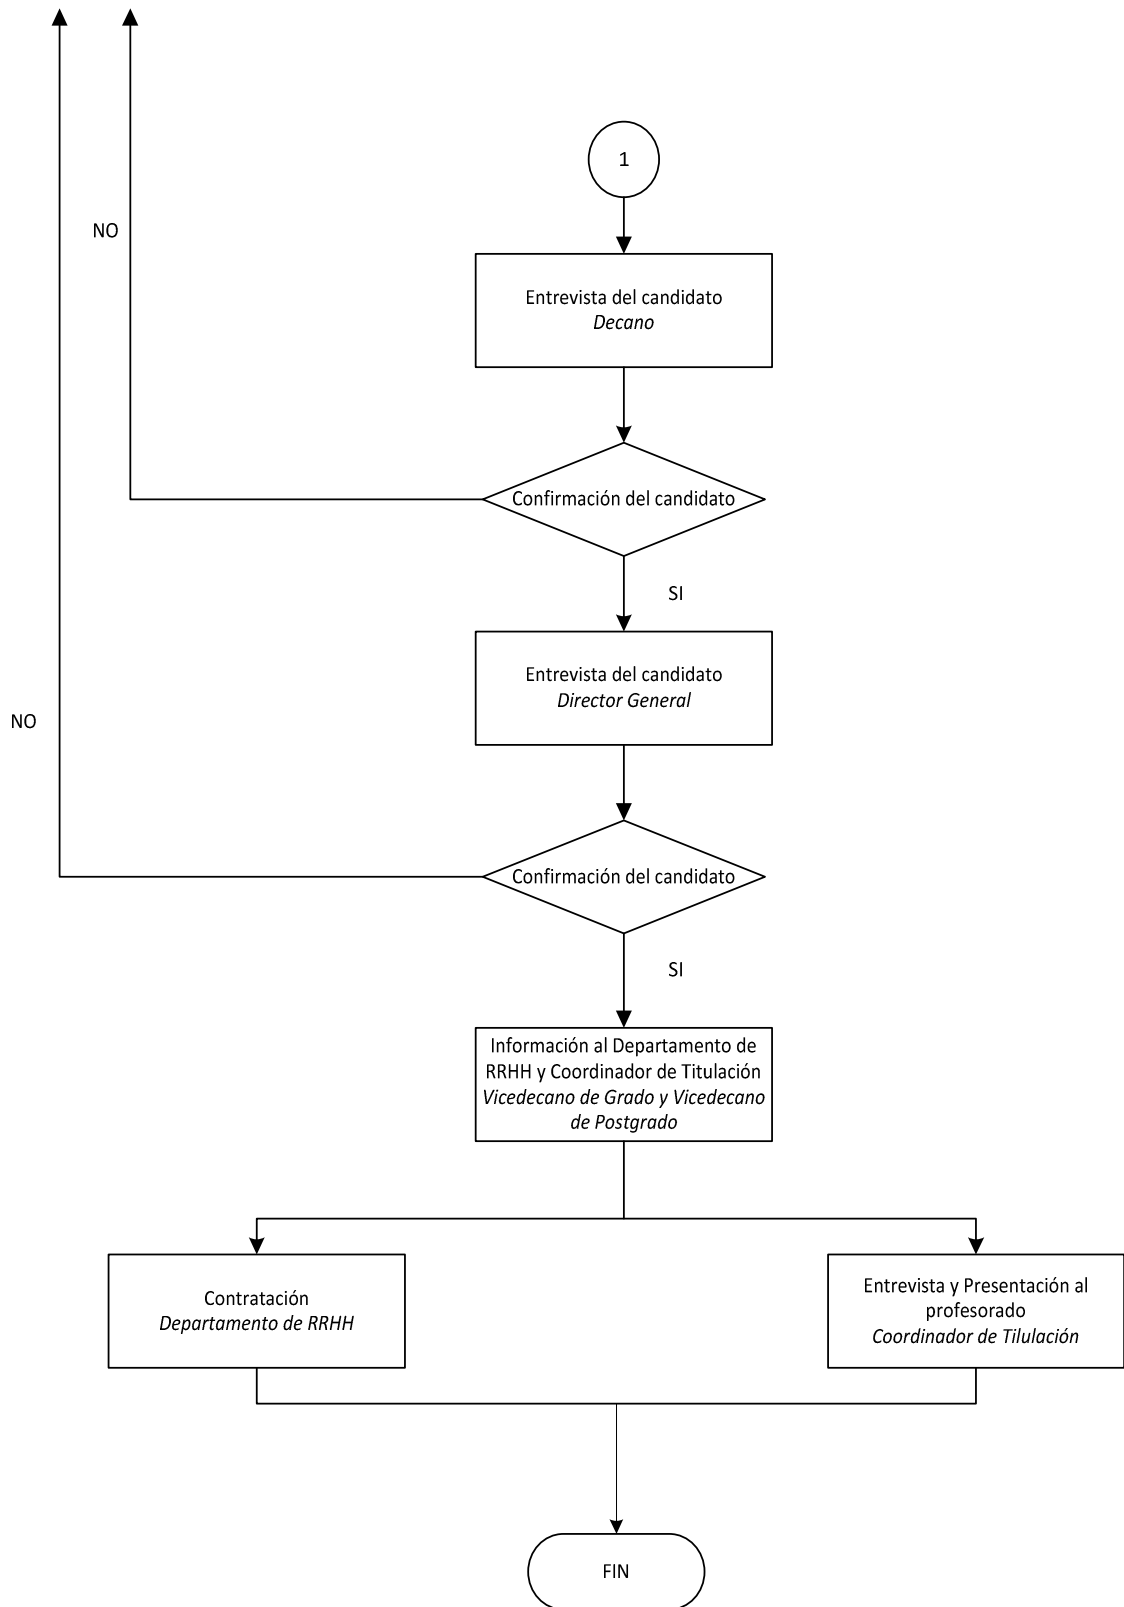 1
NO
Entrevista del candidato
Decano
Confirmación del candidato
SI
Entrevista del candidato
Director General
NO
Confirmación del candidato
SI
Información al Departamento de
RRHH y Coordinador de Titulación
Vicedecano de Grado y Vicedecano
de Postgrado
Contratación
Departamento de RRHH
Entrevista y Presentación al
profesorado
Coordinador de Tilulación
FIN